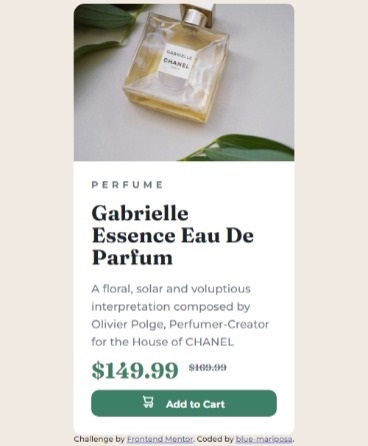 GABRIELLE
CHANEL
PERFUME
Gabrielle
Essence Eau De
Parfum
A floral, solar and voluptious
interpretation composed by
Olivier Polge, Perfumer-Creator
for the House of CHANEL
$149.99 $169.99
Add to Cart
Challenge by Frontend Mentor. Coded by blue-mariposa.